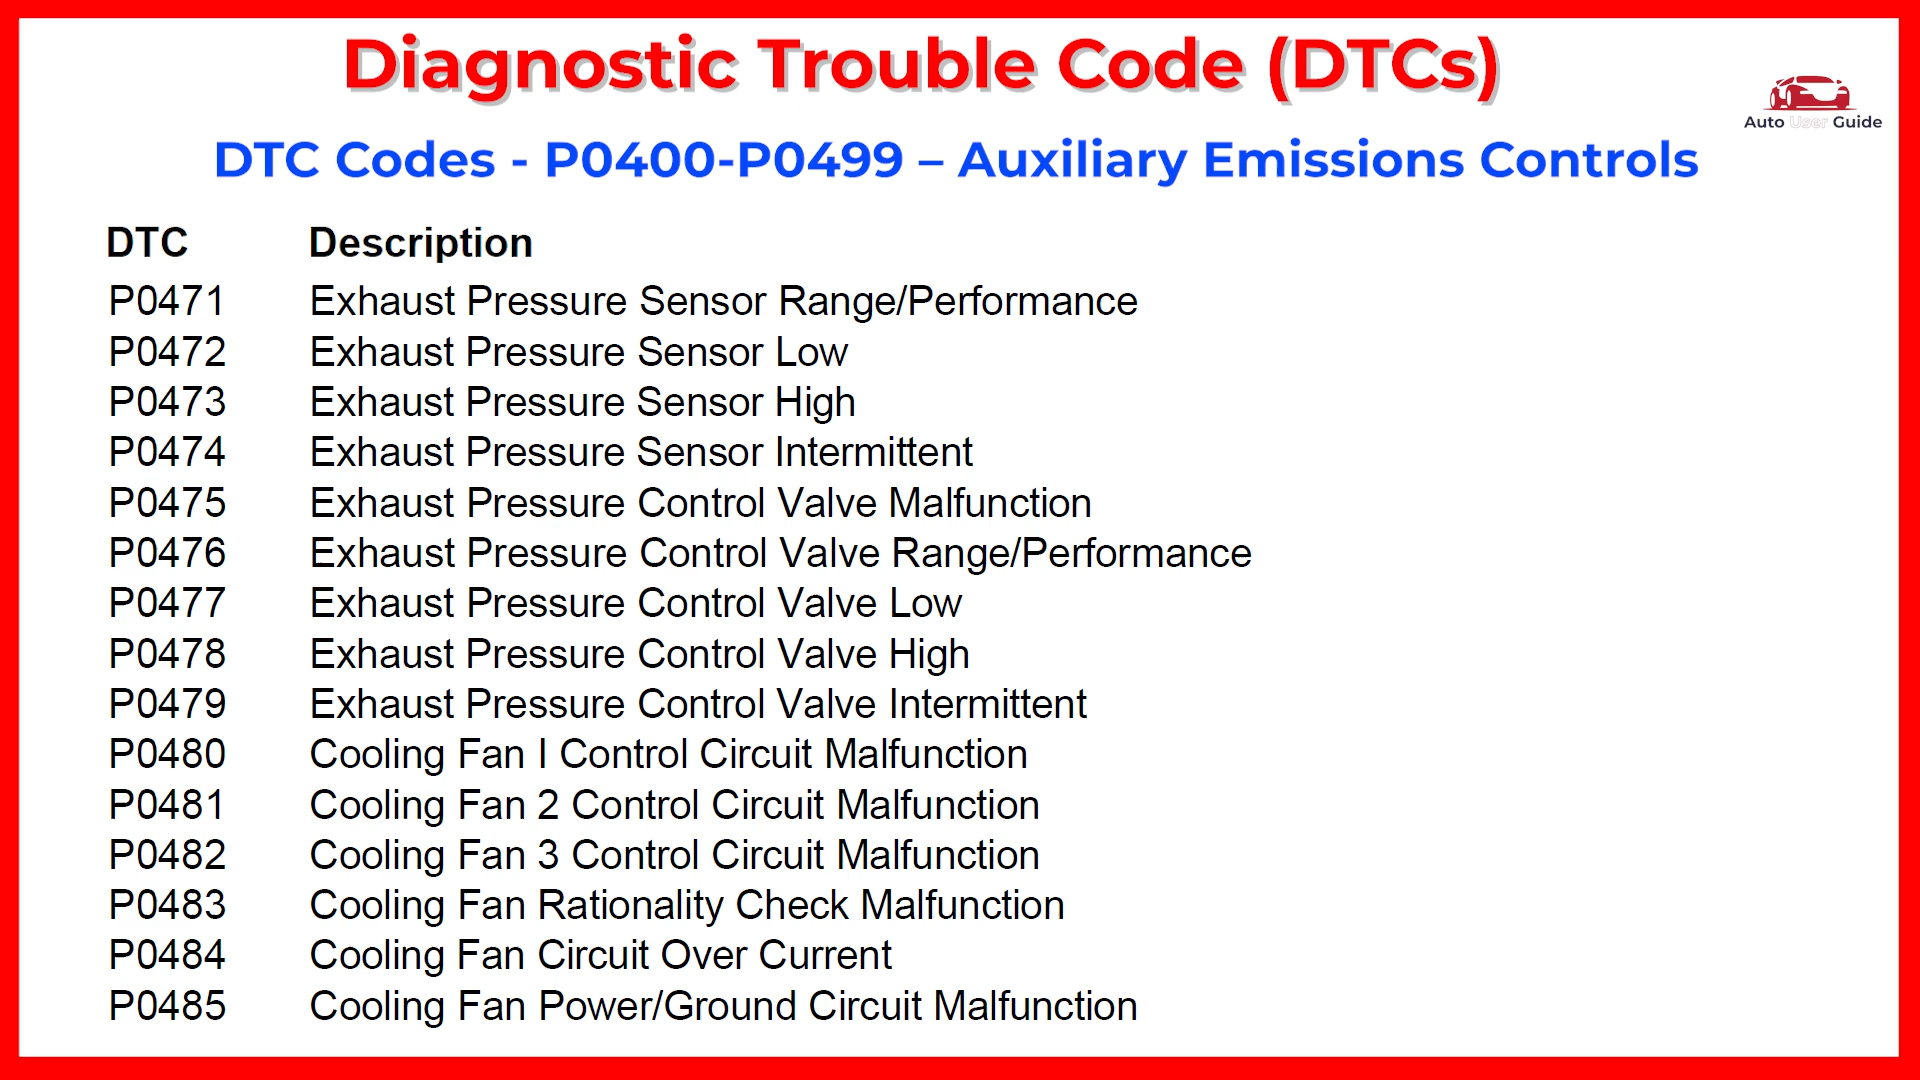 Diagnostic Trouble Code (DTCs)
Auto User Guide
DTC Codes - P0400-P0499 – Auxiliary Emissions Controls
DTC Description
P0471 Exhaust Pressure Sensor Range/Performance
P0472 Exhaust Pressure Sensor Low
P0473 Exhaust Pressure Sensor High
P0474 Exhaust Pressure Sensor Intermittent
P0475 Exhaust Pressure Control Valve Malfunction
P0476 Exhaust Pressure Control Valve Range/Performance
P0477 Exhaust Pressure Control Valve Low
P0478 Exhaust Pressure Control Valve High
P0479 Exhaust Pressure Control Valve Intermittent
P0480 Cooling Fan I Control Circuit Malfunction
P0481 Cooling Fan 2 Control Circuit Malfunction
P0482 Cooling Fan 3 Control Circuit Malfunction
P0483 Cooling Fan Rationality Check Malfunction
P0484 Cooling Fan Circuit Over Current
P0485 Cooling Fan Power/Ground Circuit Malfunction